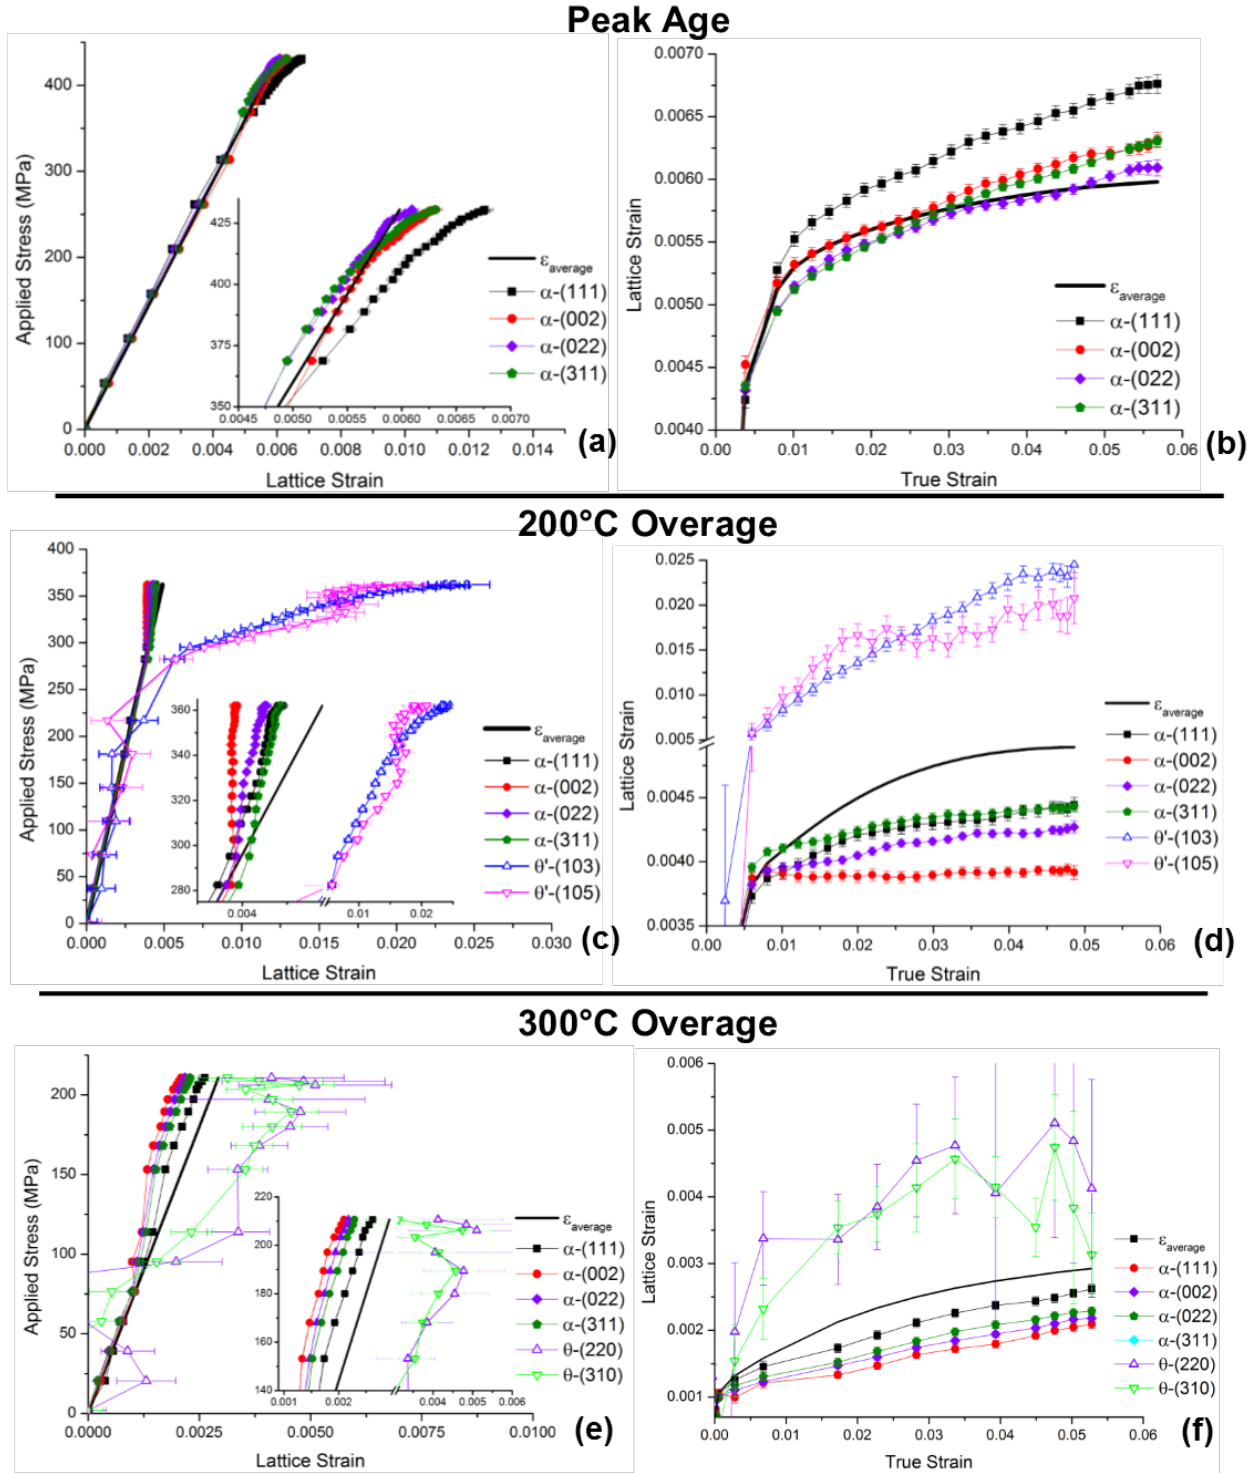 Peak Age
Applied Stress (MPa)
400
300
200
100
0
0.000 0.002 0.004 0.006 0.008 0.010 0.012 0.014
Lattice Strain
425
400
375
350
0.0045 0.0050 0.0055 0.0060 0.0065 0.0070
εaverage
α-(111)
α-(002)
α-(022)
α-(311)
(a)
Lattice Strain
0.0070
0.0065
0.0060
0.0055
0.0050
0.0045
0.0040
0.00 0.01 0.02 0.03 0.04 0.05 0.06
True Strain
εaverage
α-(111)
α-(002)
α-(022)
α-(311)
(b)
200°C Overage
Applied Stress (MPa)
400
350
300
250
200
150
100
50
0
0.000 0.005 0.010 0.015 0.020 0.025 0.030
Lattice Strain
360
340
320
300
280
0.004 0.01 0.02
εaverage
α-(111)
α-(002)
α-(022)
α-(311)
θ'-(103)
θ'-(105)
(c)
Lattice Strain
0.025
0.020
0.015
0.010
0.005
0.0045
0.0040
0.0035
0.00 0.01 0.02 0.03 0.04 0.05 0.06
True Strain
εaverage
α-(111)
α-(002)
α-(022)
α-(311)
θ'-(103)
θ'-(105)
(d)
300°C Overage
Applied Stress (MPa)
200
150
100
50
0
0.0000 0.0025 0.0050 0.0075 0.0100
Lattice Strain
220
200
180
160
140
0.001 0.002 0.004 0.005 0.006
εaverage
α-(111)
α-(002)
α-(022)
α-(311)
θ-(220)
θ-(310)
(e)
Lattice Strain
0.006
0.005
0.004
0.003
0.002
0.001
0.00 0.01 0.02 0.03 0.04 0.05 0.06
True Strain
εaverage
α-(111)
α-(002)
α-(022)
α-(311)
θ-(220)
θ-(310)
(f)